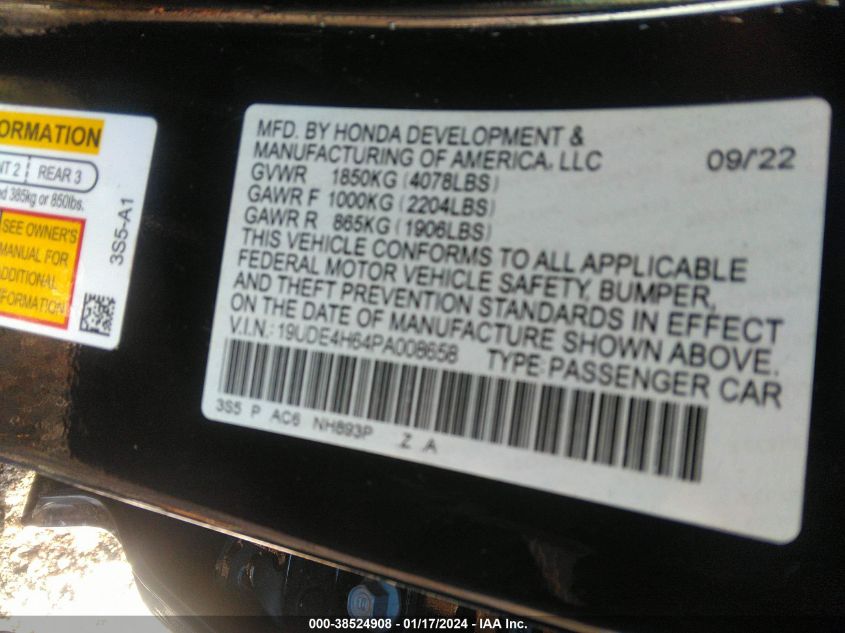 ORMATION
NT 2 REAR 3
d 385kg or 850lbs.
SEE OWNER'S
MANUAL FOR
ADDITIONAL
NFORMATION
3S5-A1
MFD. BY HONDA DEVELOPMENT &
MANUFACTURING OF AMERICA, LLC 09/'22
GVWR 1850KG (4078LBS)
GAWR F 1000KG (2204LBS)
GAWR R 865KG (1906LBS)
THIS VEHICLE CONFORMS TO ALL APPLICABLE
FEDERAL MOTOR VEHICLE SAFETY, BUMPER,
AND THEFT PREVENTION STANDARDS IN EFFECT
ON THE DATE OF MANUFACTURE SHOWN ABOVE.
V.I.N.: 19UDE4H64PA008658 TYPE: PASSENGER CAR
3S5 P AC6 NH893P Z A
000-38524908 - 01/17/2024 - IAA Inc.